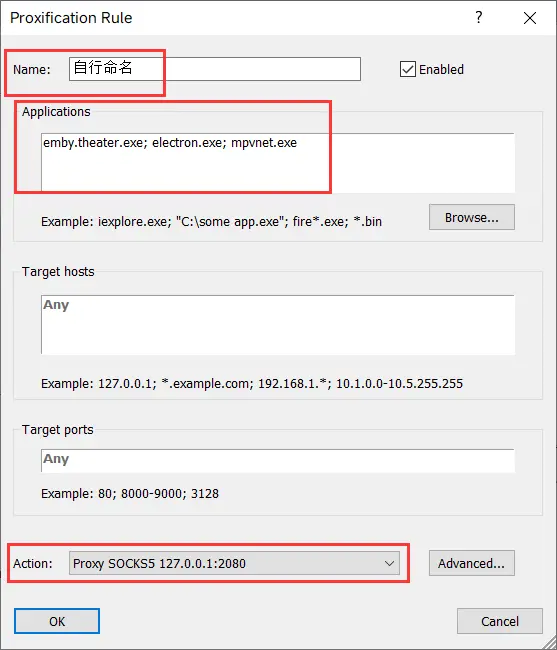 Proxification Rule
Name: 自行命名 Enabled
Applications
emby.theater.exe; electron.exe; mpvnet.exe
Example: iexplore.exe; "C:\some app.exe"; fire*.exe; *.bin Browse...
Target hosts
Any
Example: 127.0.0.1; *.example.com; 192.168.1.*; 10.1.0.0-10.5.255.255
Target ports
Any
Example: 80; 8000-9000; 3128
Action: Proxy SOCKS5 127.0.0.1:2080 Advanced...
OK Cancel